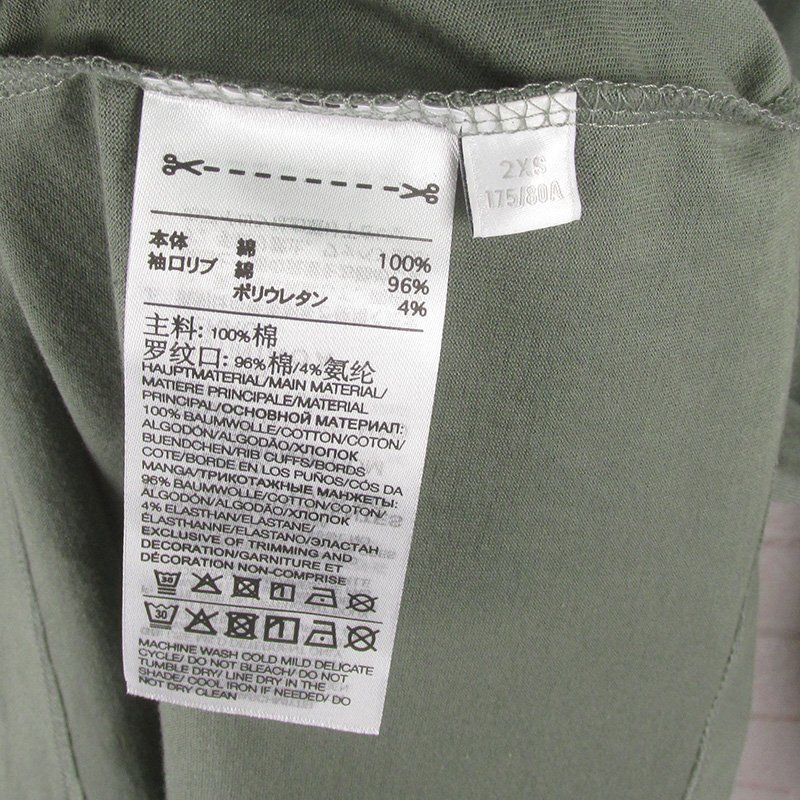 2XS
175/80A
本体 綿 100%
袖口リブ 綿 96%
ポリウレタン 4%
主料: 100%棉
罗纹口: 96%棉/4%氨纶
HAUPTMATERIAL/MAIN MATERIAL/
MATIERE PRINCIPALE/MATERIAL
PRINCIPAL/ОСНОВНОЙ МАТЕРИАЛ:
100% BAUMWOLLE/COTTON/COTON/
ALGODÓN/ALGODÃO/ХЛОПОК
BUENDCHEN/RIB CUFFS/BORDS
COTE/BORDE EN LOS PUÑOS/CÓS DA
MANGA/ТРИКОТАЖНЫЕ МАНЖЕТЫ:
96% BAUMWOLLE/COTTON/COTON/
ALGODÓN/ALGODÃO/ХЛОПОК
4% ELASTHAN/ELASTANE/
ÉLASTHANNE/ELASTANO/ЭЛАСТАН
EXCLUSIVE OF TRIMMING AND
DECORATION/GARNITURE ET
DÉCORATION NON-COMPRISE
30
30
MACHINE WASH COLD MILD DELICATE
CYCLE/ DO NOT BLEACH/ DO NOT
TUMBLE DRY/ LINE DRY IN THE
SHADE/ COOL IRON IF NEEDED/ DO
NOT DRY CLEAN